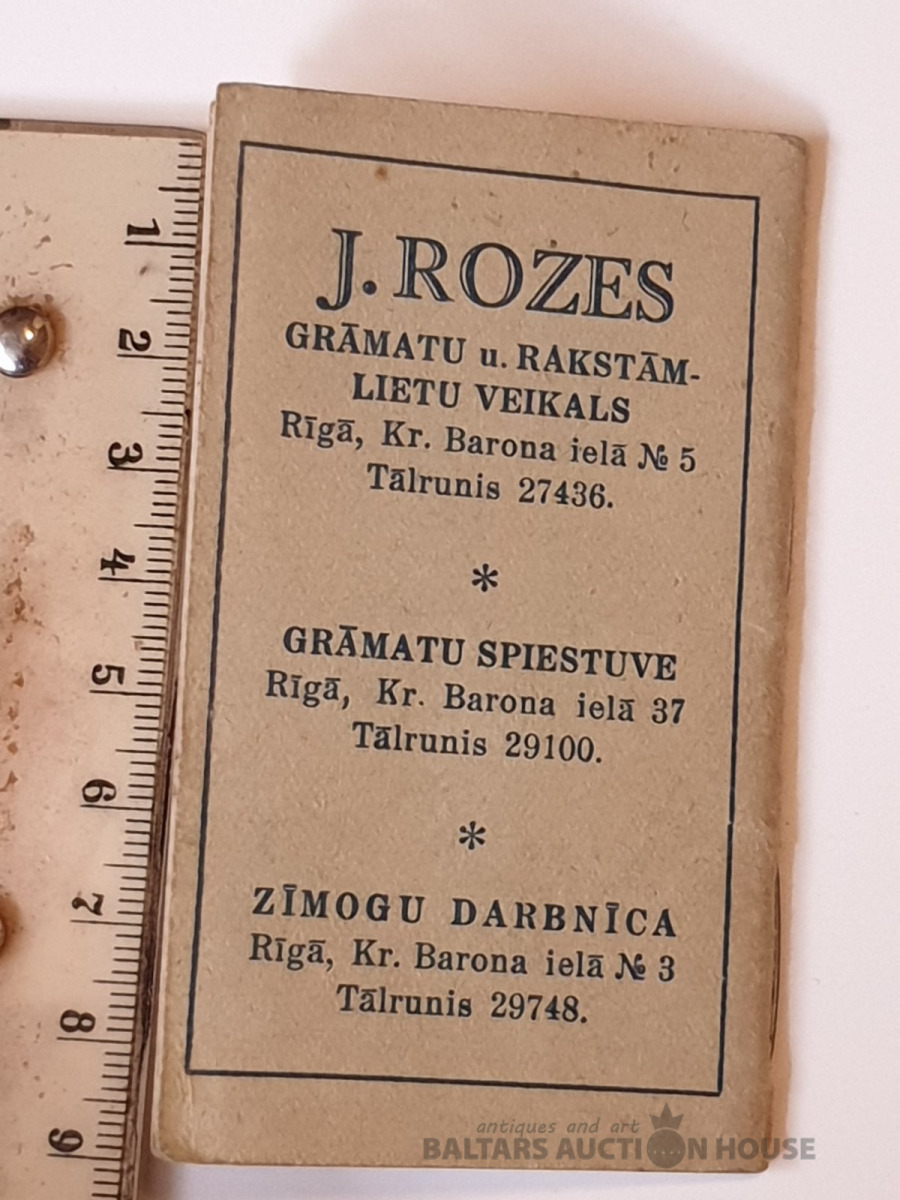 J. ROZES
GRĀMATU u. RAKSTĀM-
LIETU VEIKALS
Rīgā, Kr. Barona ielā № 5
Tālrunis 27436.
*
GRĀMATU SPIESTUVE
Rīgā, Kr. Barona ielā 37
Tālrunis 29100.
*
ZĪMOGU DARBNĪCA
Rīgā, Kr. Barona ielā № 3
Tālrunis 29748.
1
2
3
4
5
6
7
8
9
antiques and art
BALTARS AUCTION HOUSE